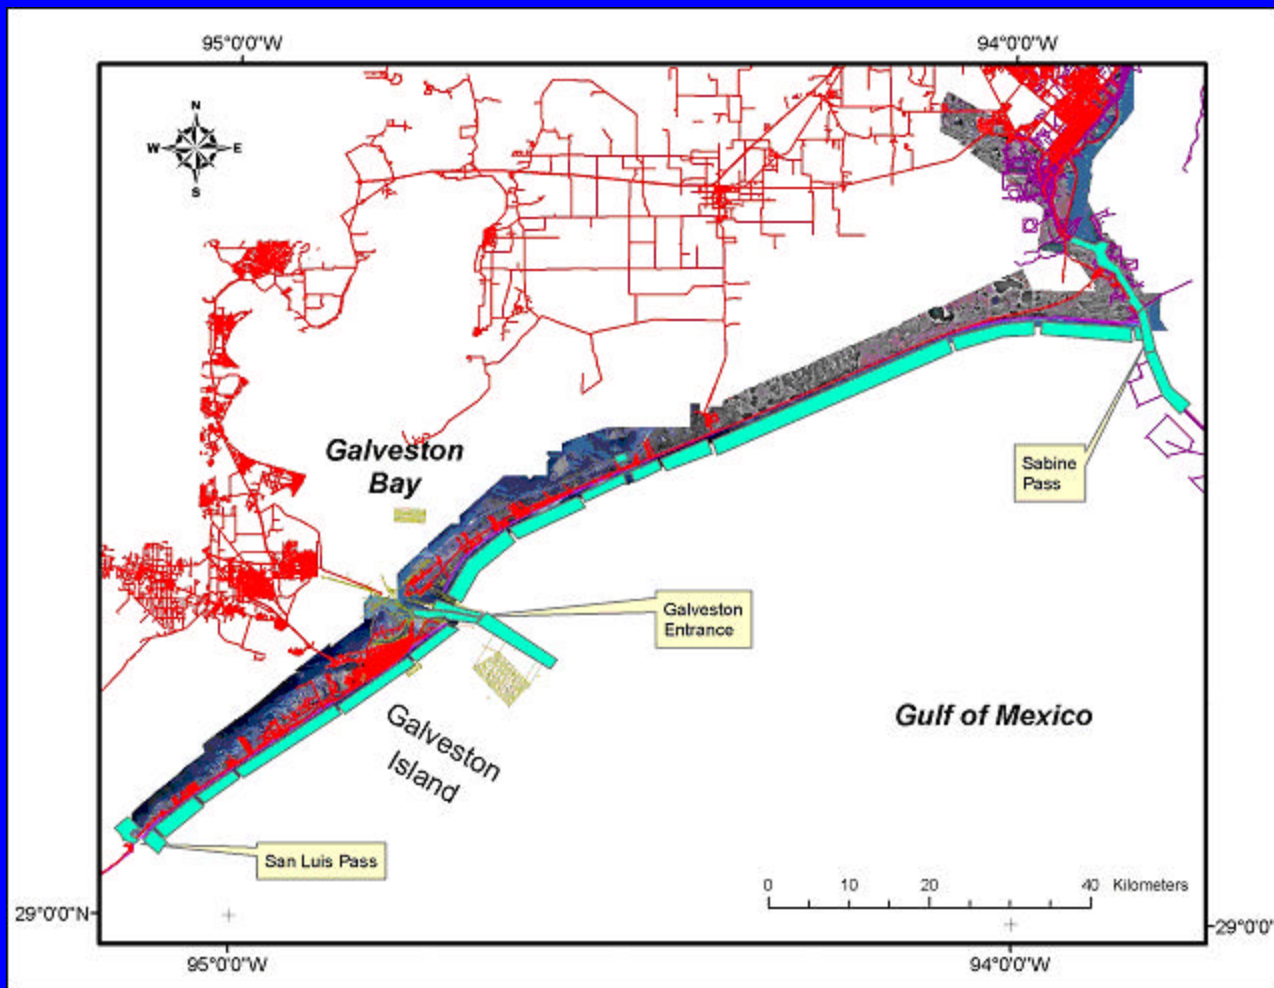 95°0'0"W 94°0'0"W
N
W E
S
Galveston
Bay
Sabine
Pass
Galveston
Entrance
Gulf of Mexico
Galveston
Island
San Luis Pass
0 10 20 40 Kilometers
29°0'0"N
29°0'0"
95°0'0"W 94°0'0"W